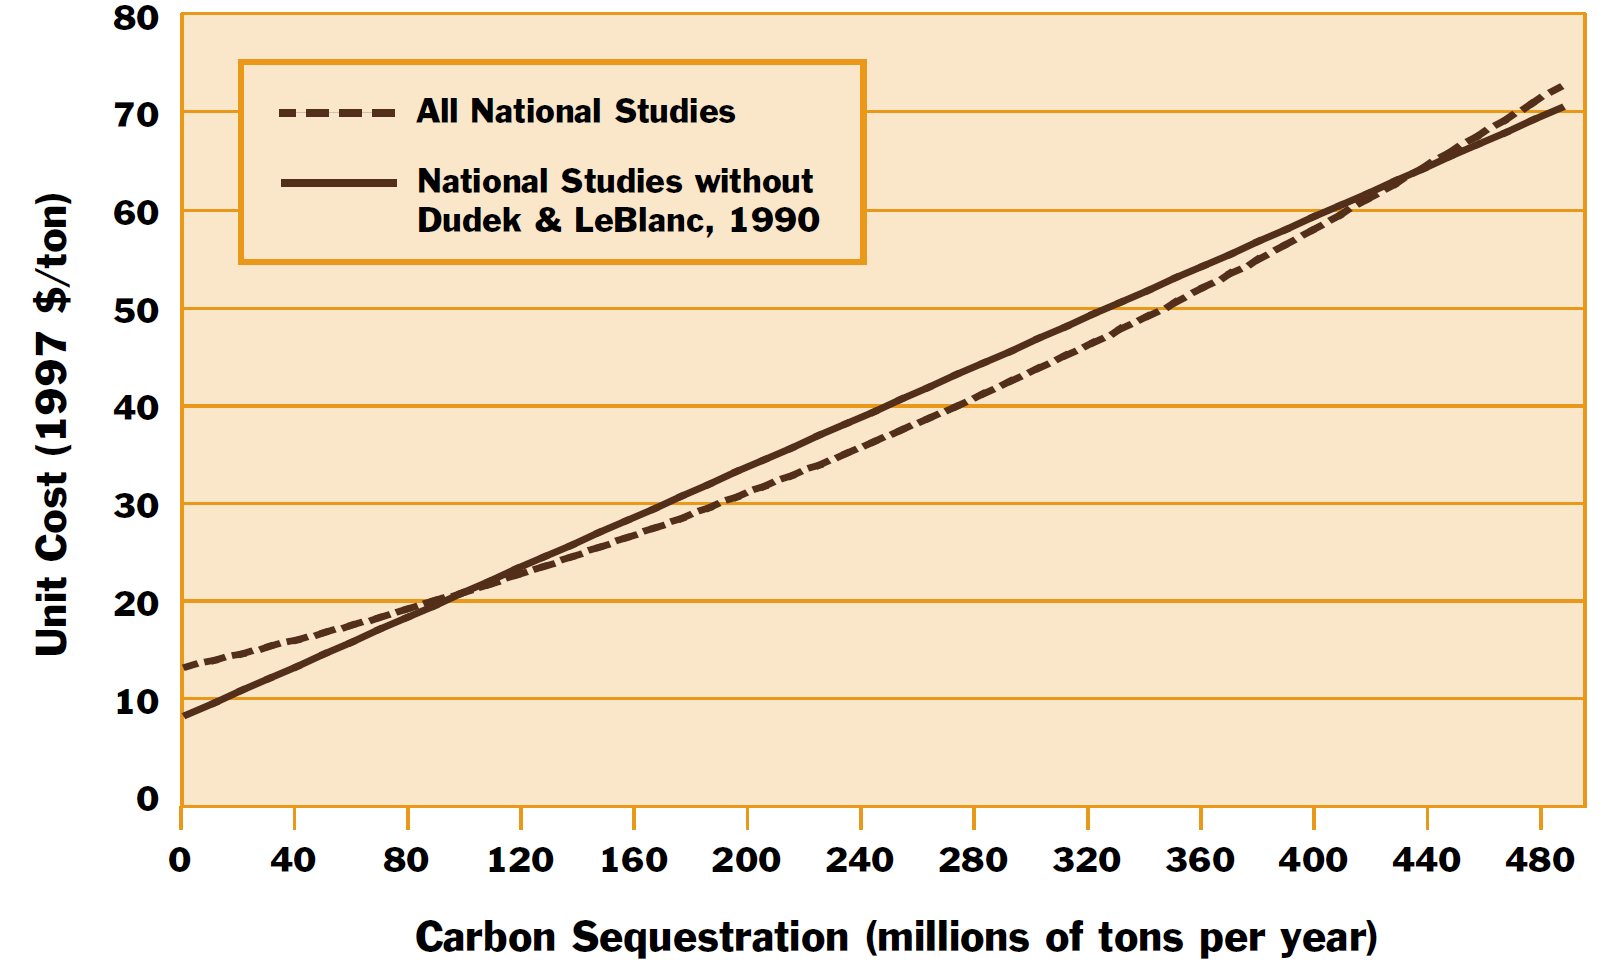 80
70
60
50
40
30
20
10
0
Unit Cost (1997 $/ton)
All National Studies
National Studies without
Dudek & LeBlanc, 1990
0 40 80 120 160 200 240 280 320 360 400 440 480
Carbon Sequestration (millions of tons per year)